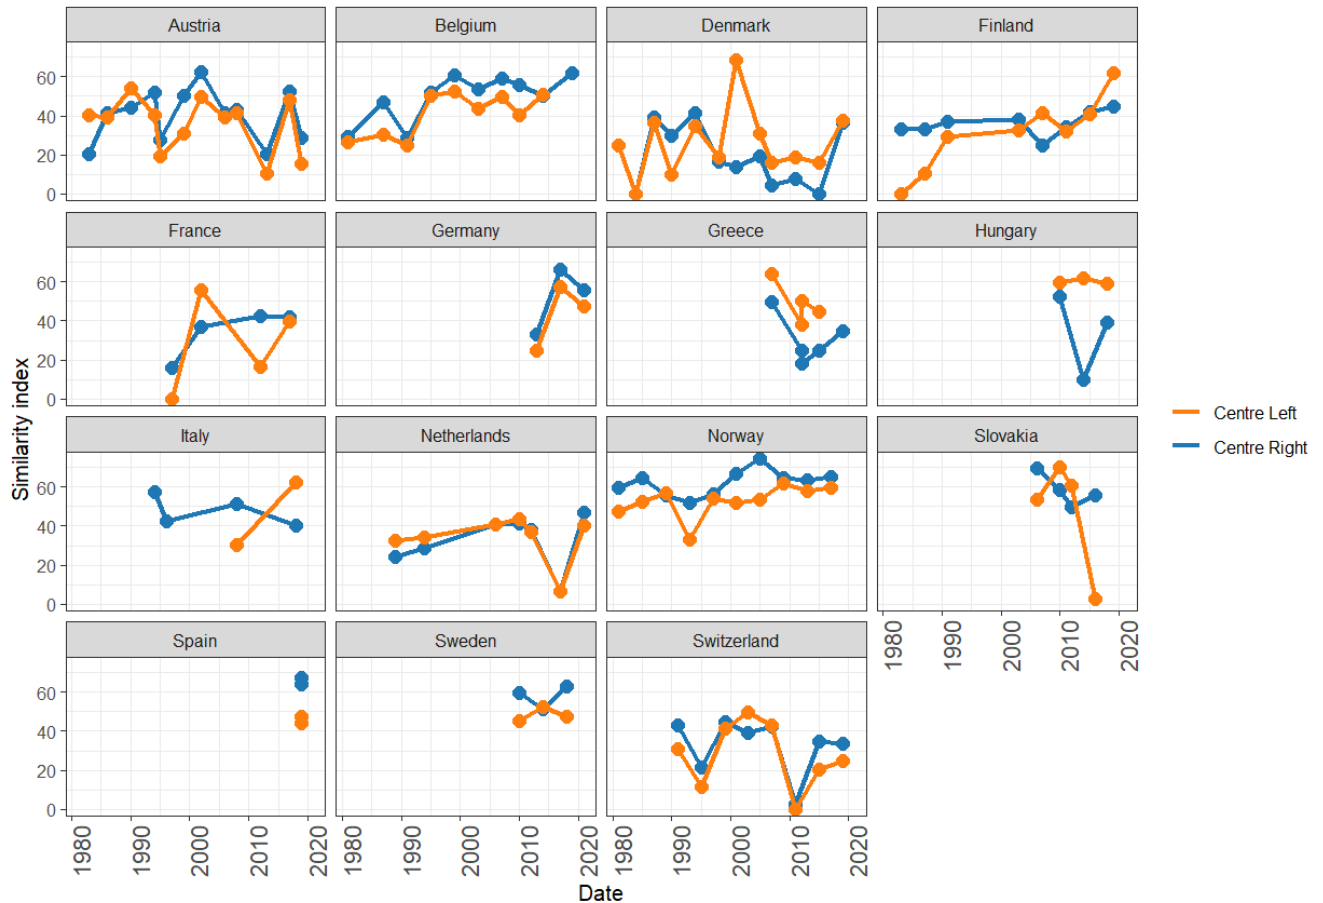 Austria Belgium Denmark Finland
60
40
20
0
France Germany Greece Hungary
60
40
20
0
Italy Netherlands Norway Slovakia
60
40
20
0
1980 1990 2000 2010 2020
Spain Sweden Switzerland
60
40
20
0
1980 1990 2000 2010 2020 1980 1990 2000 2010 2020 1980 1990 2000 2010 2020
Date
Similarity index
Centre Left
Centre Right